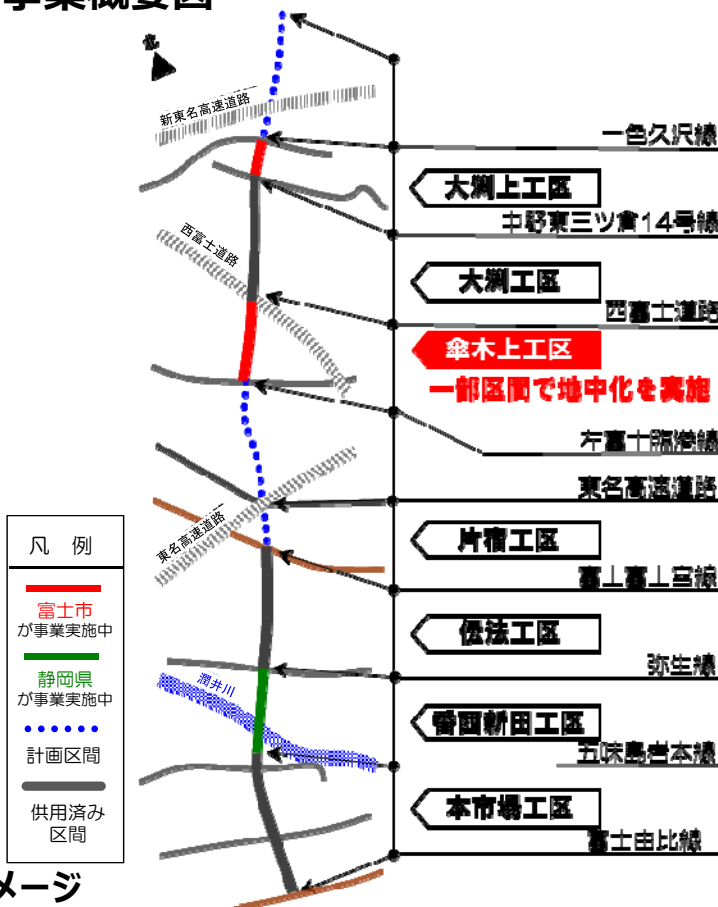 事業概要図
北
新東名高速道路
一色久沢線
大渕上工区
中野東三ツ倉14号線
西富士道路
大渕工区
西富士道路
傘木上工区
一部区間で地中化を実施
左富士臨港線
東名高速道路
東名高速道路
片宿工区
富士富士宮線
伝法工区
弥生線
潤井川
五味島岩本線
本市場工区
富士由比線
凡 例
富士市
が事業実施中
静岡県
が事業実施中
計画区間
供用済み
区間
メージ